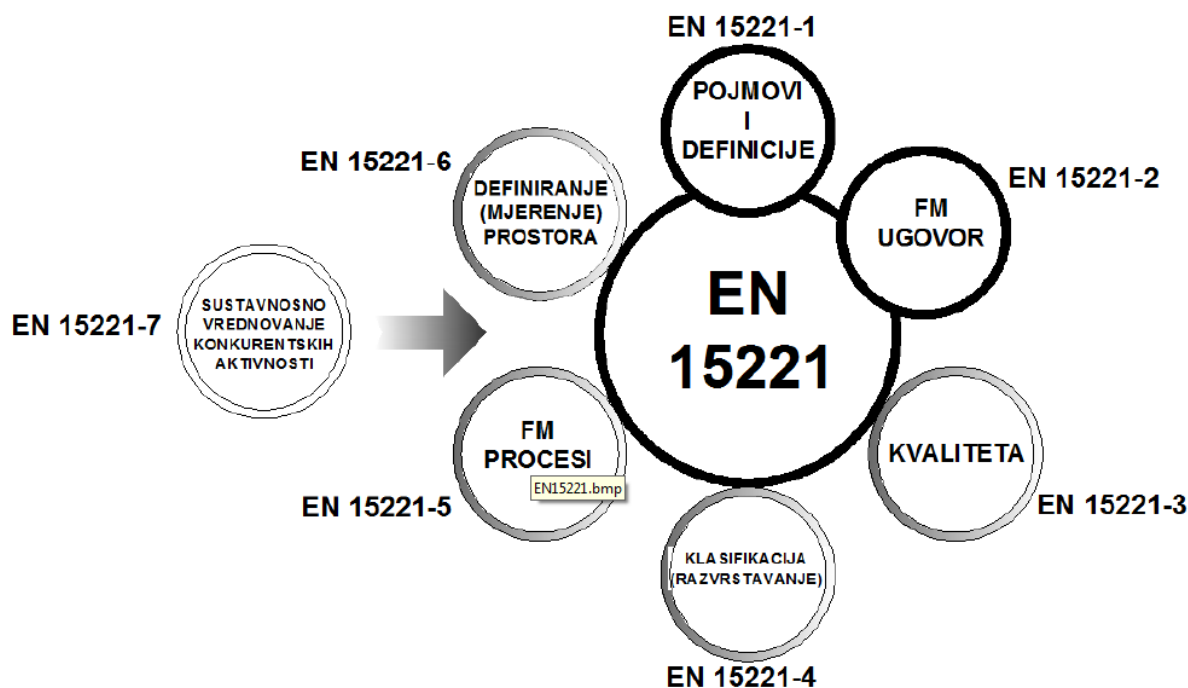 EN 15221-1
POJMOVI
I
DEFINICIJE
EN 15221-2
FM
UGOVOR
EN 15221-6
DEFINIRANJE
(MJERENJE)
PROSTORA
EN
15221
EN 15221-7
SUSTAVNOSNO
VREDNOVANJE
KONKURENTSKIH
AKTIVNOSTI
FM
PROCESI
EN15221.bmp
EN 15221-5
KVALITETA
EN 15221-3
KLASIFIKACIJA
(RAZVRSTAVANJE)
EN 15221-4